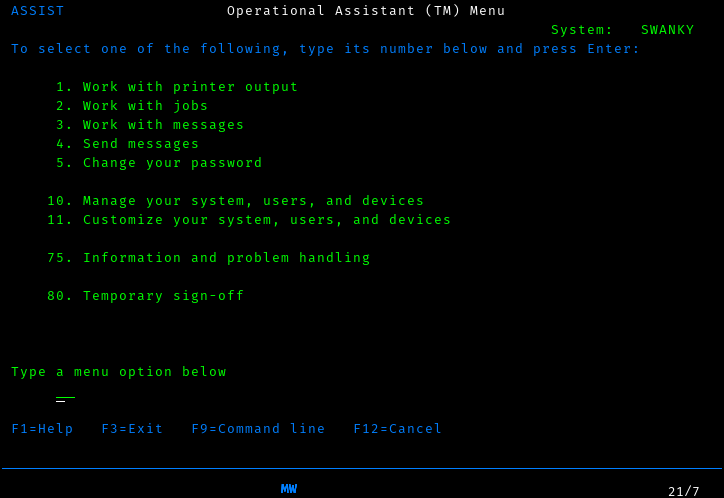 ASSIST                  Operational Assistant (TM) Menu
System:   SWANKY
To select one of the following, type its number below and press Enter:
1. Work with printer output
2. Work with jobs
3. Work with messages
4. Send messages
5. Change your password
10. Manage your system, users, and devices
11. Customize your system, users, and devices
75. Information and problem handling
80. Temporary sign-off
Type a menu option below
F1=Help   F3=Exit   F9=Command line   F12=Cancel
MW                                          21/7